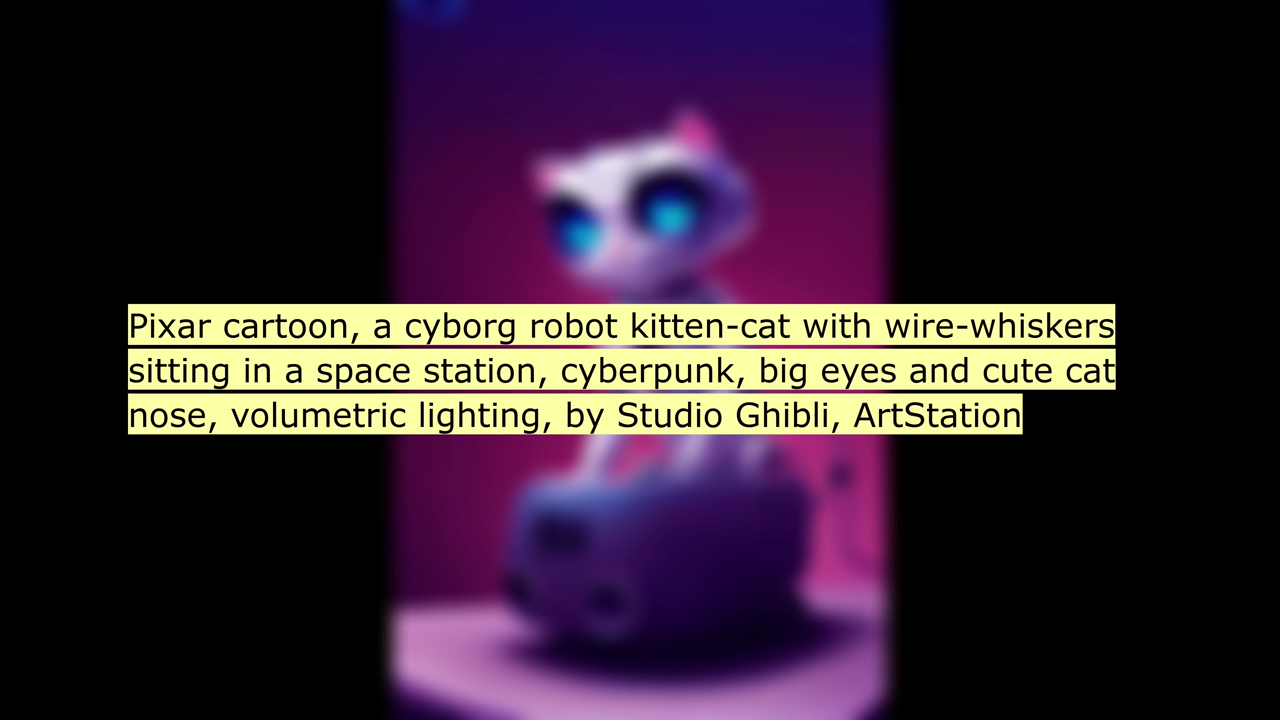 Pixar cartoon, a cyborg robot kitten-cat with wire-whiskers
sitting in a space station, cyberpunk, big eyes and cute cat
nose, volumetric lighting, by Studio Ghibli, ArtStation